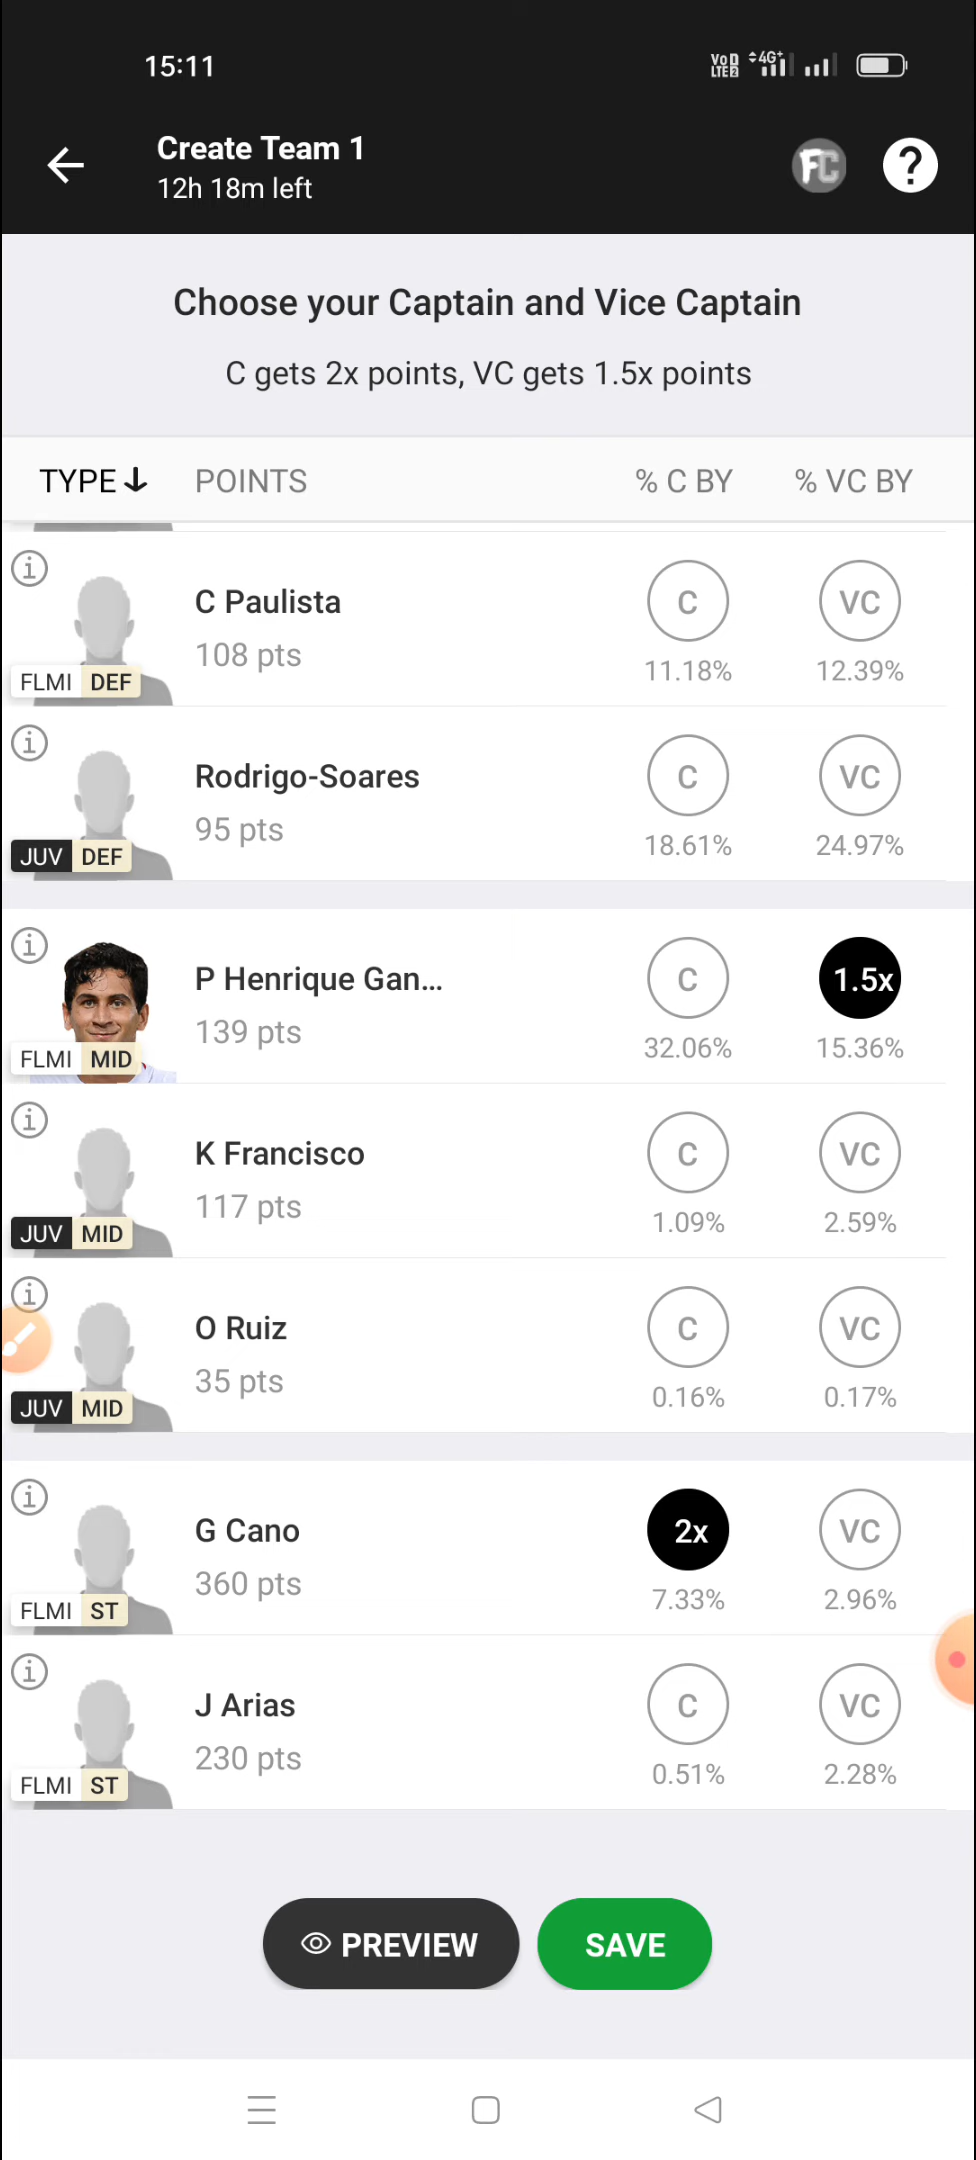 15:11
VoD LTE2 4G+
Create Team 1
12h 18m left
FC
?
Choose your Captain and Vice Captain
C gets 2x points, VC gets 1.5x points
TYPE POINTS % C BY % VC BY
C Paulista C VC
108 pts
11.18% 12.39%
FLMI DEF
Rodrigo-Soares C VC
95 pts
18.61% 24.97%
JUV DEF
P Henrique Gan... C 1.5x
139 pts
32.06% 15.36%
FLMI MID
K Francisco C VC
117 pts
1.09% 2.59%
JUV MID
O Ruiz C VC
35 pts
0.16% 0.17%
JUV MID
G Cano 2x VC
360 pts
7.33% 2.96%
FLMI ST
J Arias C VC
230 pts
0.51% 2.28%
FLMI ST
PREVIEW SAVE